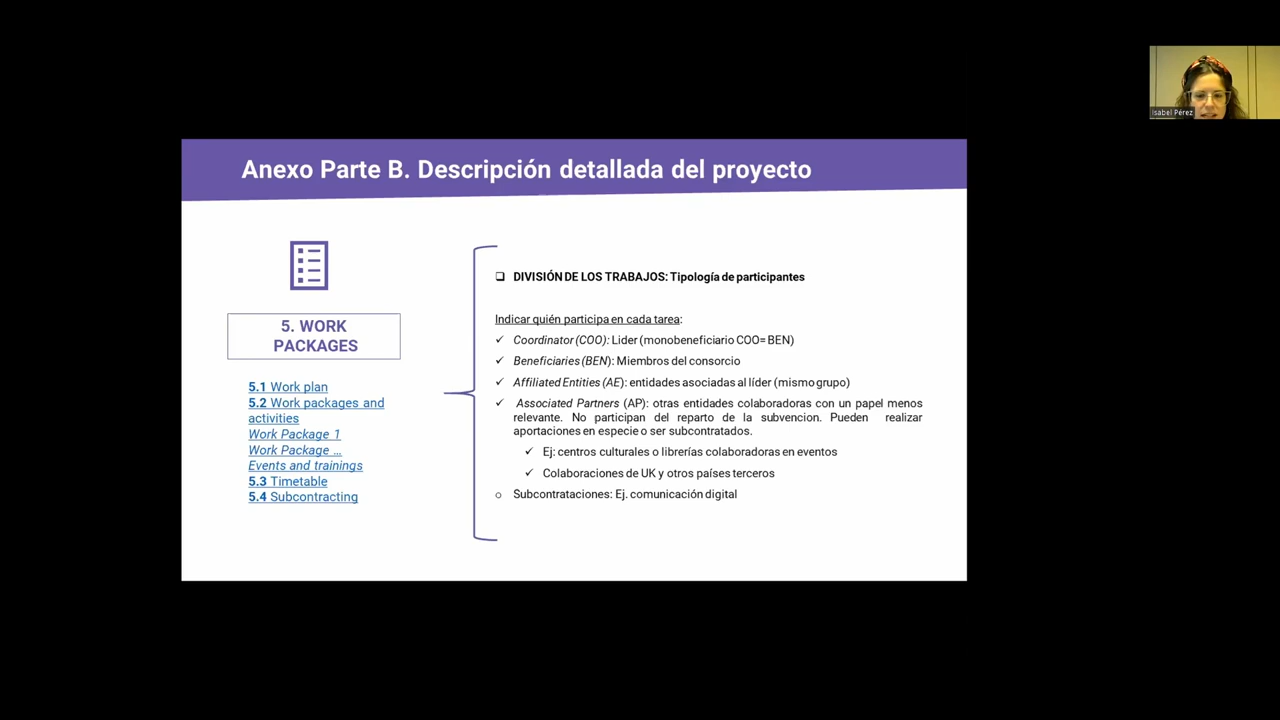 Isabel Pérez
Anexo Parte B. Descripción detallada del proyecto
5. WORK
PACKAGES
5.1 Work plan
5.2 Work packages and
activities
Work Package 1
Work Package ...
Events and trainings
5.3 Timetable
5.4 Subcontracting
DIVISIÓN DE LOS TRABAJOS: Tipología de participantes
Indicar quién participa en cada tarea:
Coordinator (COO): Lider (monobeneficiario COO= BEN)
Beneficiaries (BEN): Miembros del consorcio
Affiliated Entities (AE): entidades asociadas al líder (mismo grupo)
Associated Partners (AP): otras entidades colaboradoras con un papel menos
relevante. No participan del reparto de la subvencion. Pueden realizar
aportaciones en especie o ser subcontratados.
Ej: centros culturales o librerías colaboradoras en eventos
Colaboraciones de UK y otros países terceros
Subcontrataciones: Ej. comunicación digital